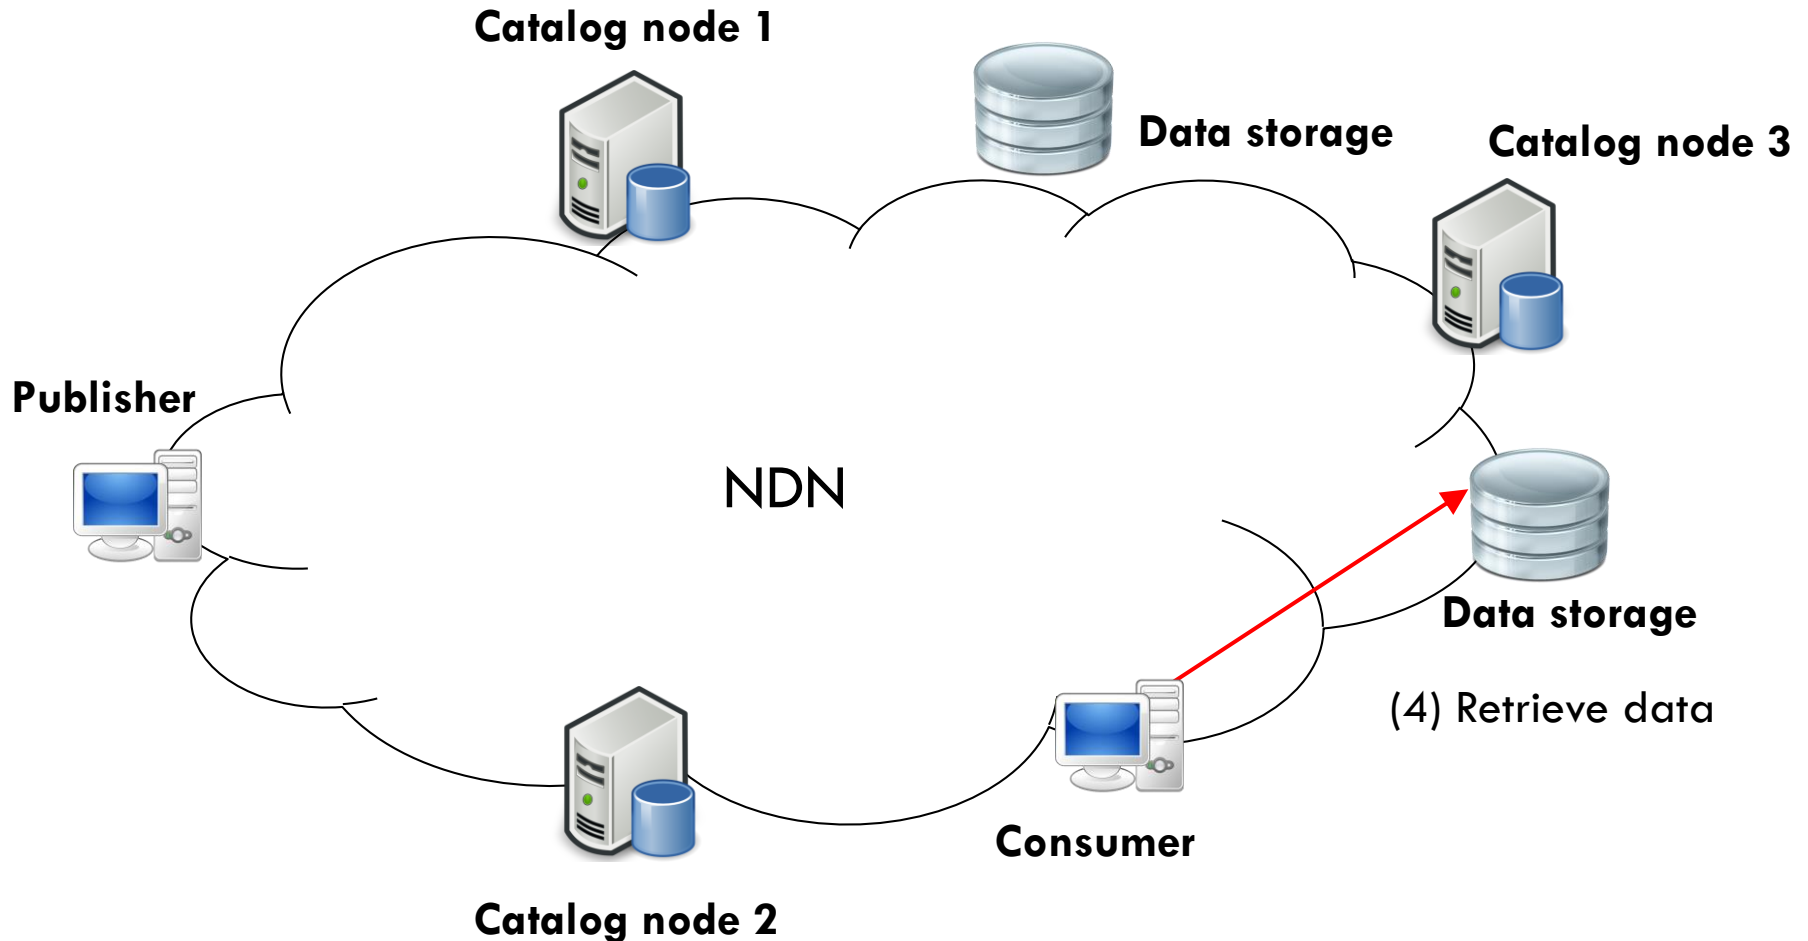 Catalog node 1
Data storage
Catalog node 3
Publisher
NDN
Data storage
(4) Retrieve data
Consumer
Catalog node 2